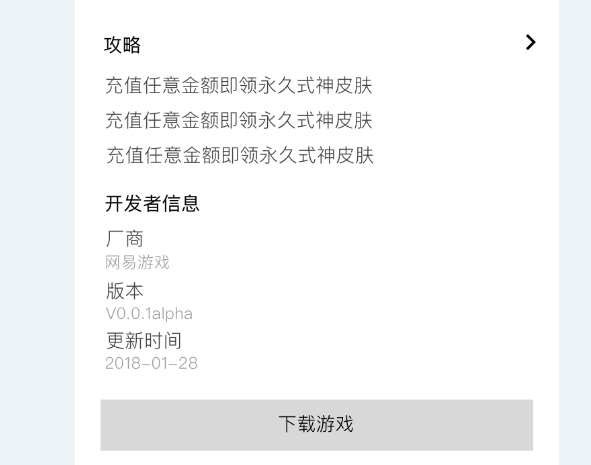 攻略
充值任意金额即领永久式神皮肤
充值任意金额即领永久式神皮肤
充值任意金额即领永久式神皮肤
开发者信息
厂商
网易游戏
版本
V0.0.1alpha
更新时间
2018-01-28
下载游戏